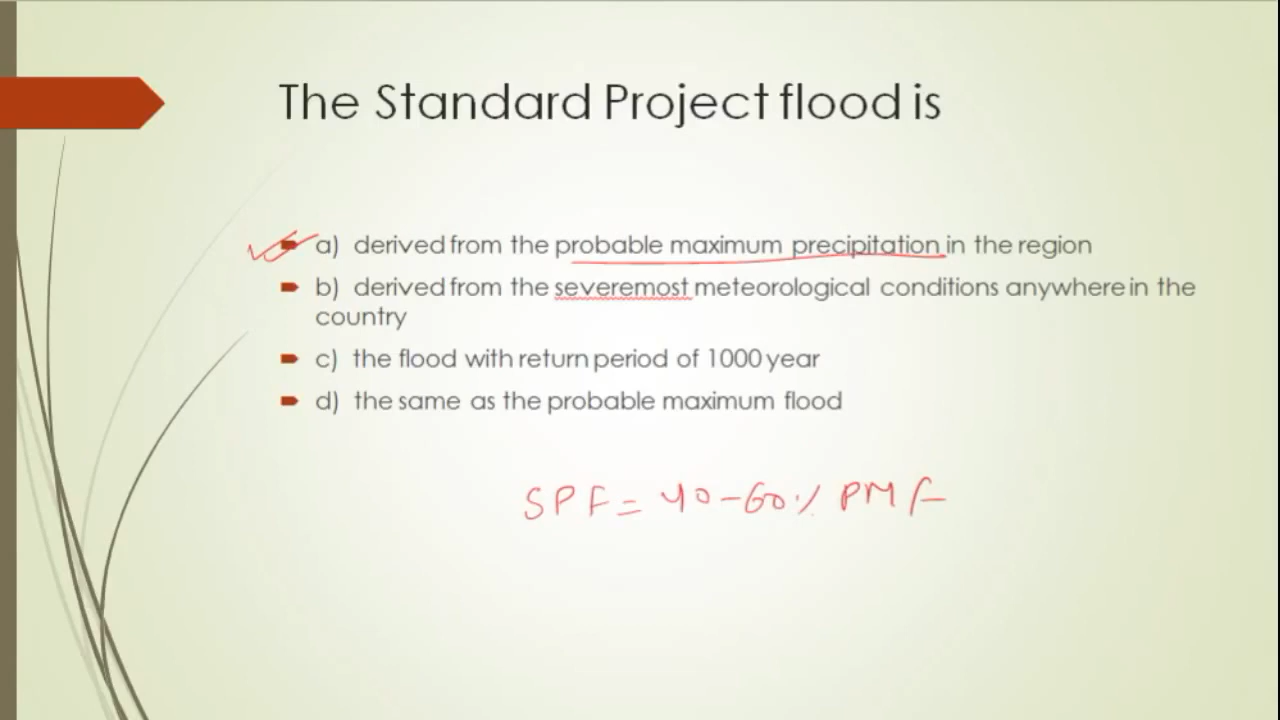 The Standard Project flood is
a) derived from the probable maximum precipitation in the region
b) derived from the severemost meteorological conditions anywhere in the
country
c) the flood with return period of 1000 year
d) the same as the probable maximum flood
SPF = 40-60% PMF